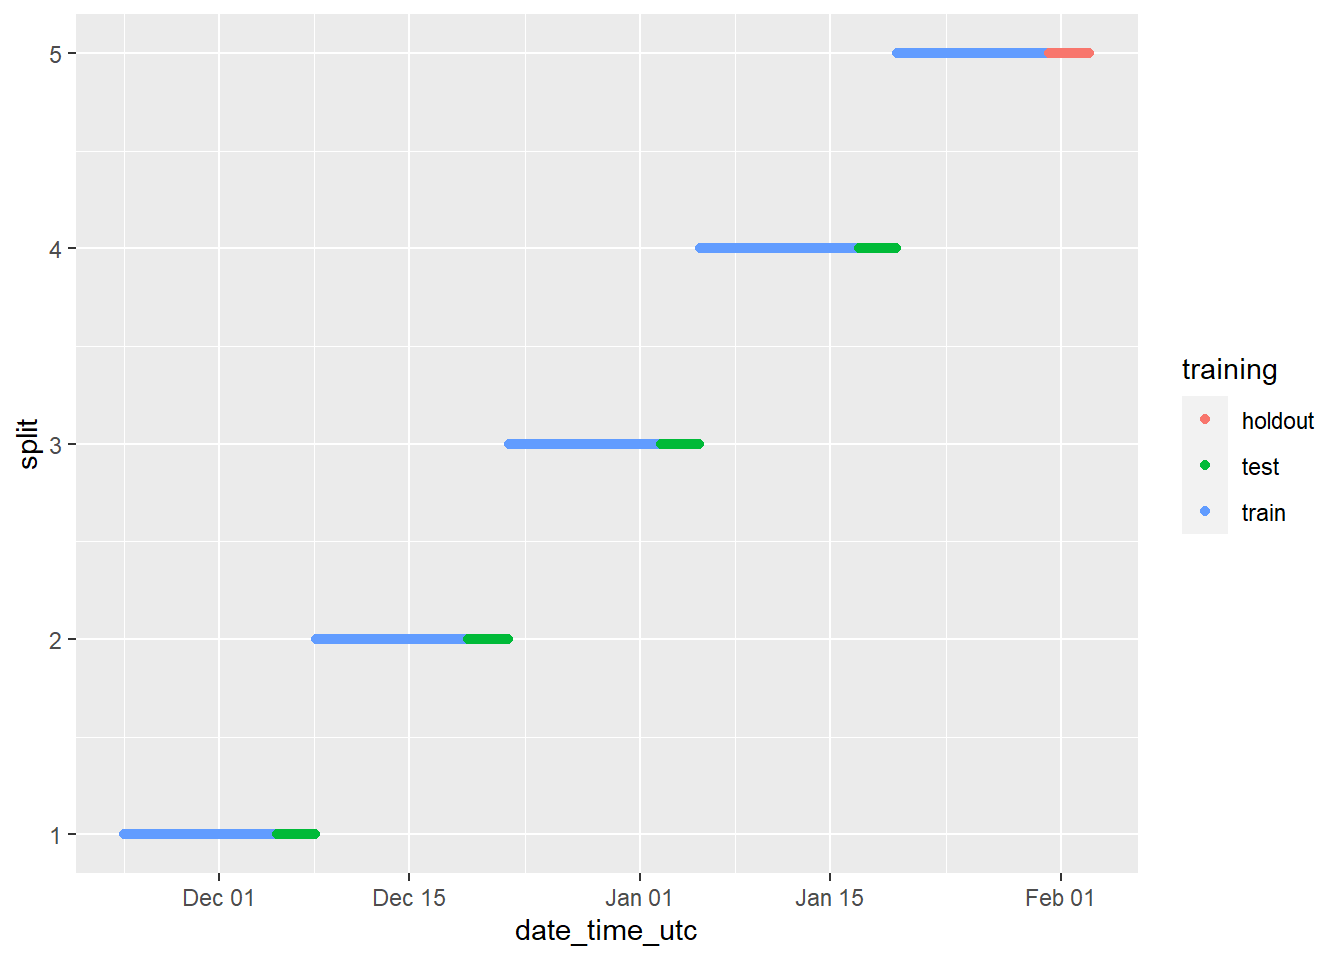 5
4
3
2
1
split
Dec 01
Dec 15
Jan 01
Jan 15
Feb 01
date_time_utc
training
holdout
test
train